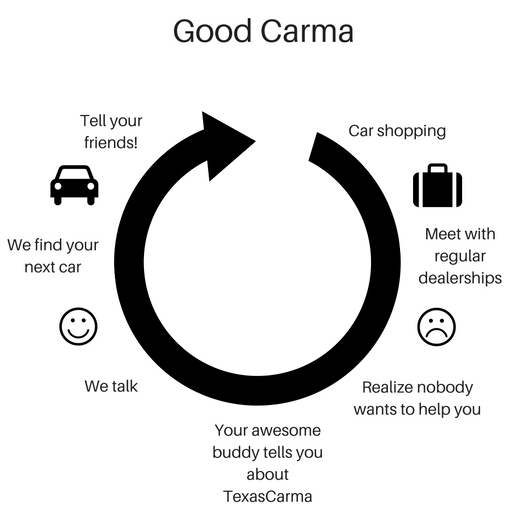 Good Carma
Car shopping
Meet with
regular
dealerships
Realize nobody
wants to help you
Your awesome
buddy tells you
about
TexasCarma
We talk
We find your
next car
Tell your
friends!